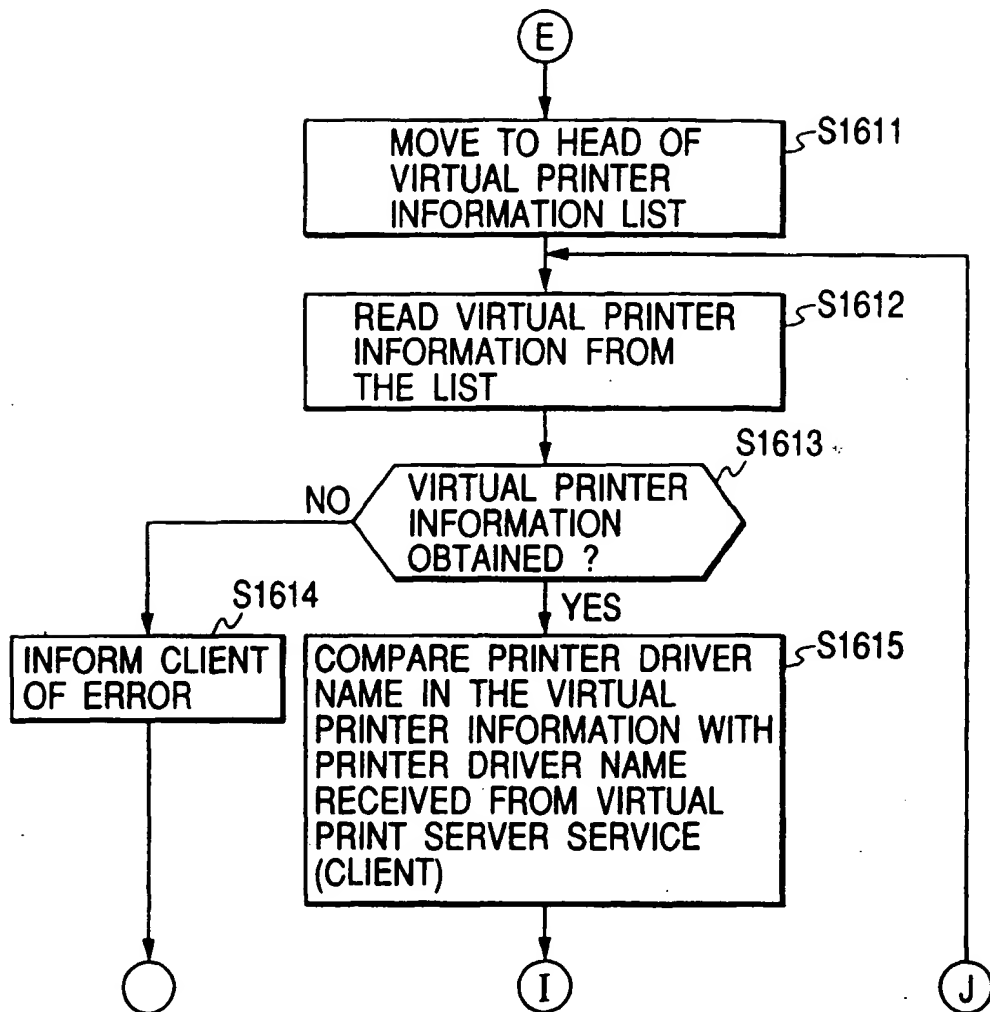 E
S1611
MOVE TO HEAD OF
VIRTUAL PRINTER
INFORMATION LIST
S1612
READ VIRTUAL PRINTER
INFORMATION FROM
THE LIST
S1613
VIRTUAL PRINTER
INFORMATION
OBTAINED ?
NO
YES
S1614
INFORM CLIENT
OF ERROR
S1615
COMPARE PRINTER DRIVER
NAME IN THE VIRTUAL
PRINTER INFORMATION WITH
PRINTER DRIVER NAME
RECEIVED FROM VIRTUAL
PRINT SERVER SERVICE
(CLIENT)
I
J